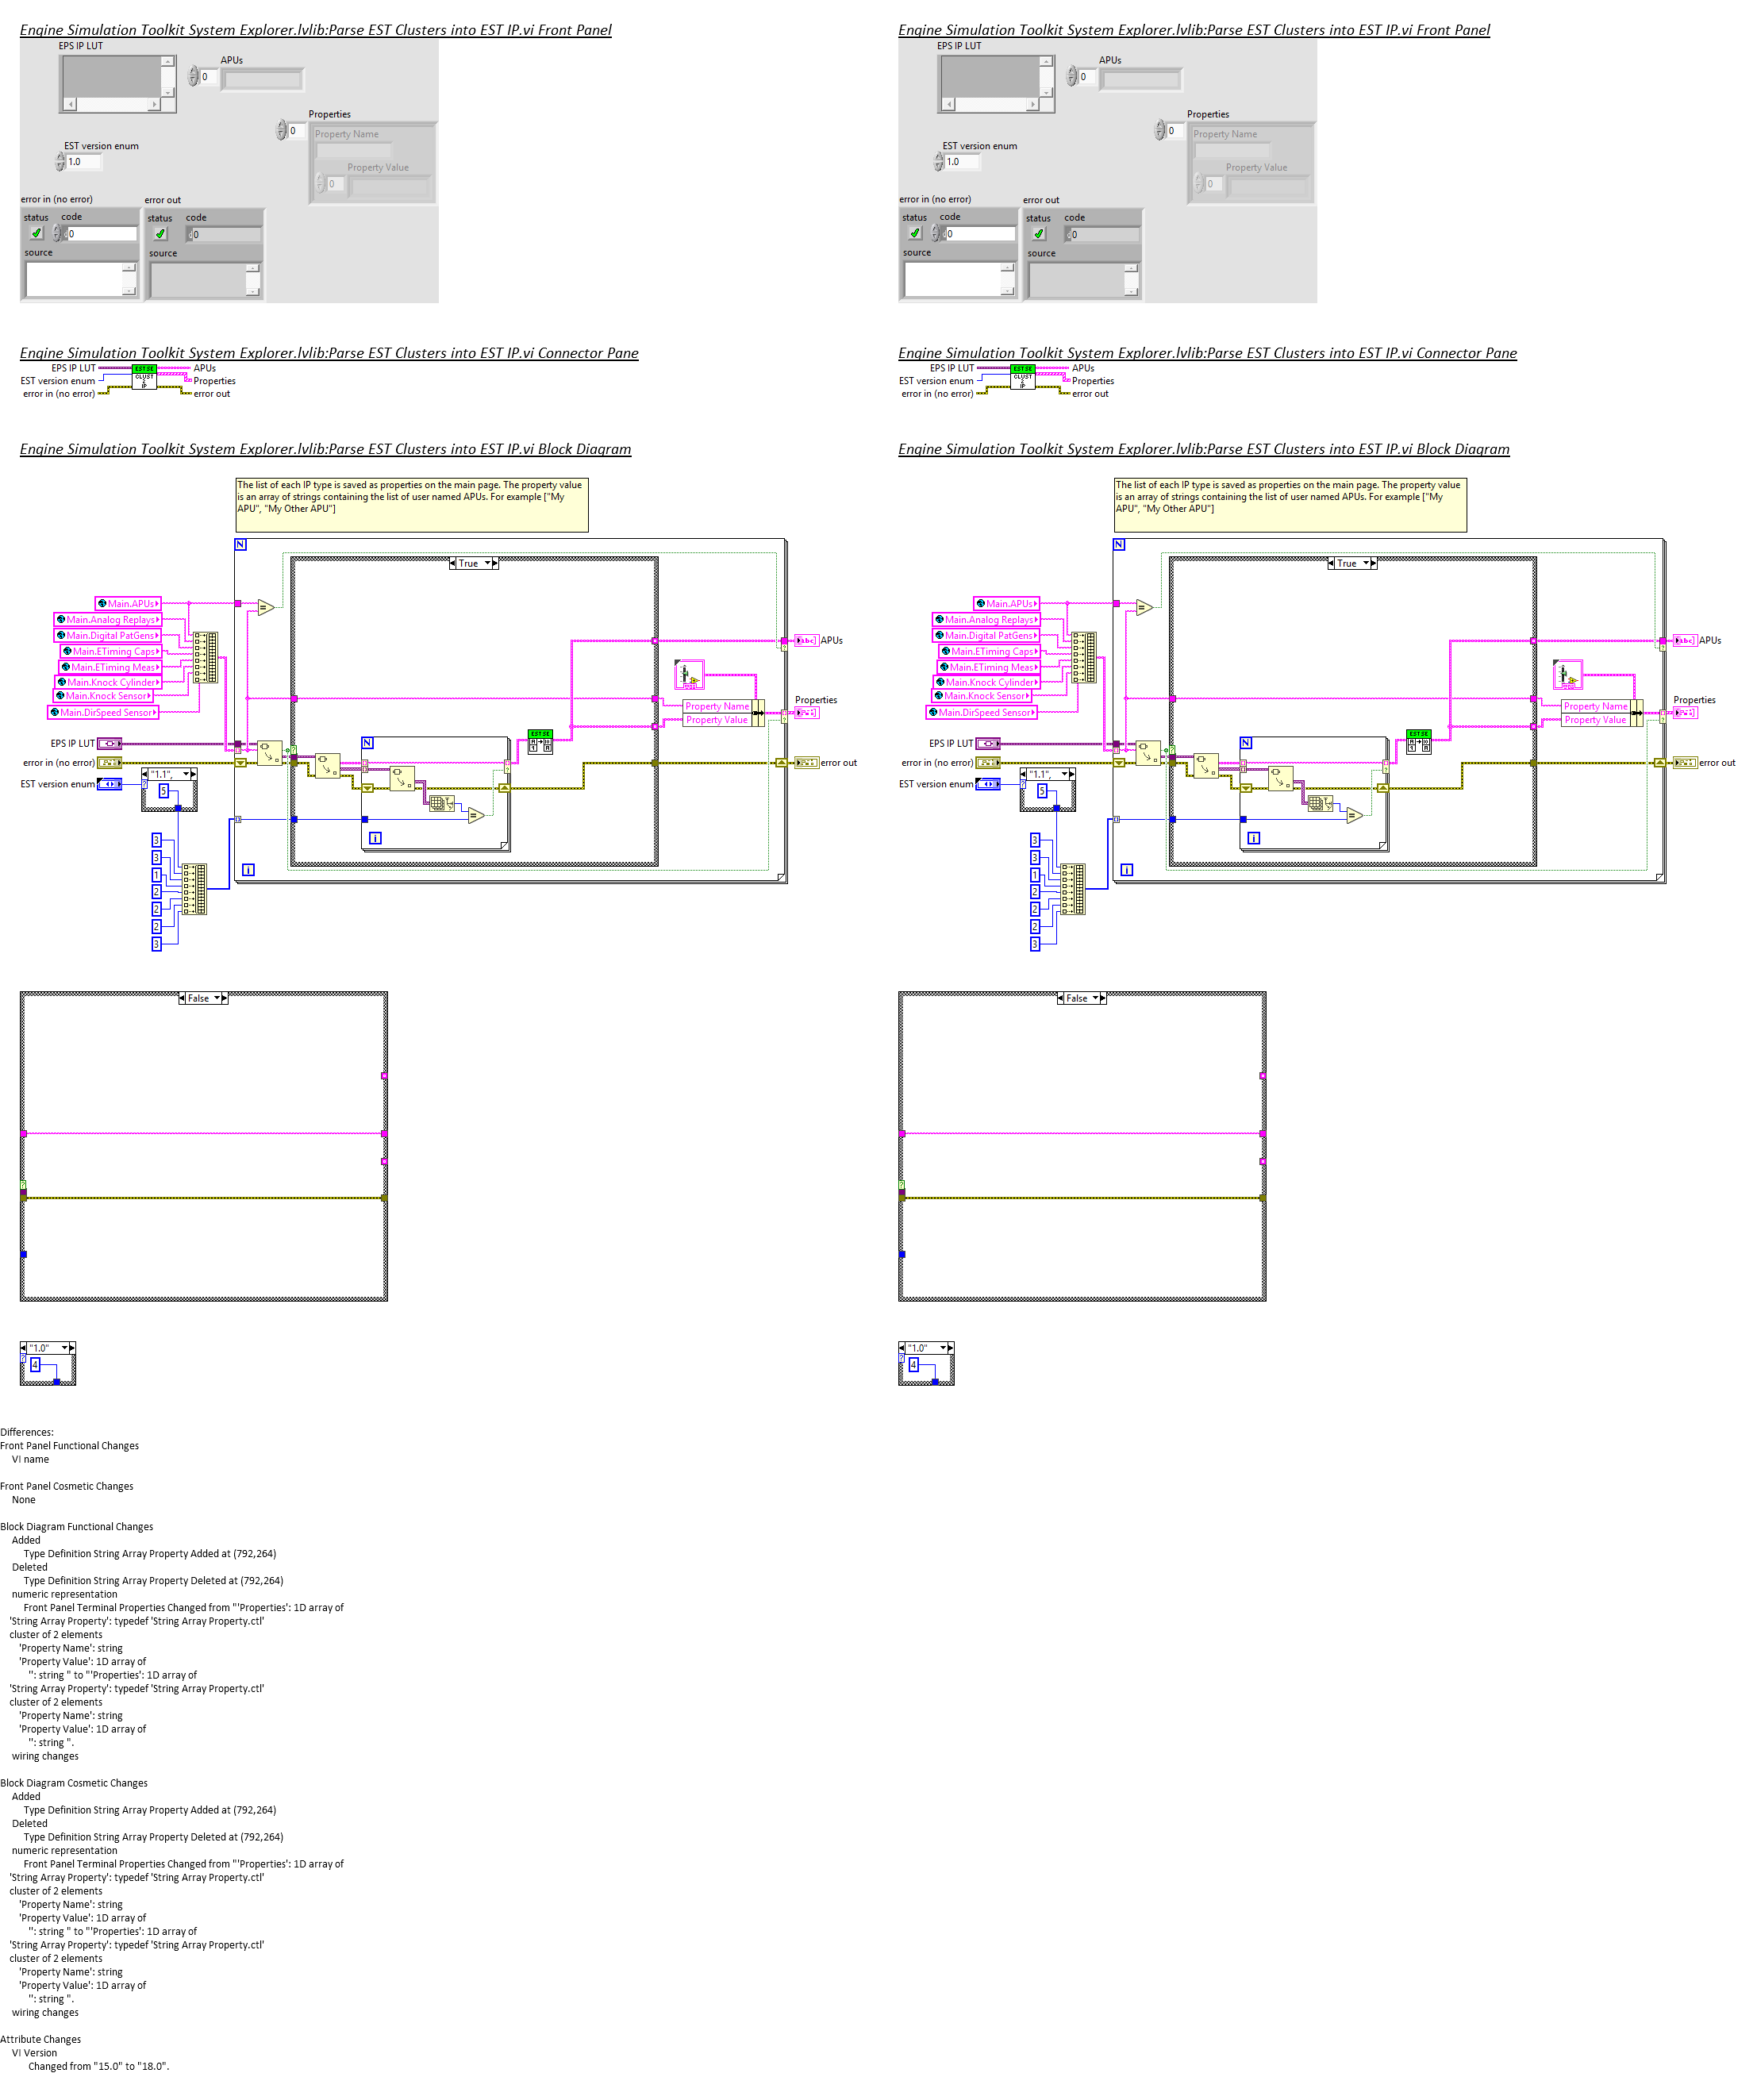 Engine Simulation Toolkit System Explorer.lvlib:Parse EST Clusters into EST IP.vi Front Panel
EPS IP LUT
APUs
0
Properties
0
Property Name
EST version enum
1.0
Property Value
0
error in (no error)
error out
status
code
0
status
code
0
source
source
Engine Simulation Toolkit System Explorer.lvlib:Parse EST Clusters into EST IP.vi Front Panel
EPS IP LUT
APUs
0
Properties
0
Property Name
EST version enum
1.0
Property Value
0
error in (no error)
error out
status
code
0
status
code
0
source
source
Engine Simulation Toolkit System Explorer.lvlib:Parse EST Clusters into EST IP.vi Connector Pane
EPS IP LUT
APUs
EST SE
CLUST
IP
EST version enum
Properties
error in (no error)
error out
Engine Simulation Toolkit System Explorer.lvlib:Parse EST Clusters into EST IP.vi Connector Pane
EPS IP LUT
APUs
EST SE
CLUST
IP
EST version enum
Properties
error in (no error)
error out
Engine Simulation Toolkit System Explorer.lvlib:Parse EST Clusters into EST IP.vi Block Diagram
The list of each IP type is saved as properties on the main page. The property value
is an array of strings containing the list of user named APUs. For example ["My
APU", "My Other APU"]
N
True
Main.APUs
Main.Analog Replays
Main.Digital PatGens
Main.ETiming Caps
Main.ETiming Meas
Main.Knock Cylinder
Main.Knock Sensor
Main.DirSpeed Sensor
APUs
Properties
Property Name
Property Value
EST SE
EPS IP LUT
N
error in (no error)
error out
EST version enum
"1.1",
5
i
i
3
3
1
2
2
2
3
Engine Simulation Toolkit System Explorer.lvlib:Parse EST Clusters into EST IP.vi Block Diagram
The list of each IP type is saved as properties on the main page. The property value
is an array of strings containing the list of user named APUs. For example ["My
APU", "My Other APU"]
N
True
Main.APUs
Main.Analog Replays
Main.Digital PatGens
Main.ETiming Caps
Main.ETiming Meas
Main.Knock Cylinder
Main.Knock Sensor
Main.DirSpeed Sensor
APUs
Properties
Property Name
Property Value
EST SE
EPS IP LUT
N
error in (no error)
error out
EST version enum
"1.1",
5
i
i
3
3
1
2
2
2
3
False
False
"1.0"
4
"1.0"
4
Differences:
Front Panel Functional Changes
VI name
Front Panel Cosmetic Changes
None
Block Diagram Functional Changes
Added
Type Definition String Array Property Added at (792,264)
Deleted
Type Definition String Array Property Deleted at (792,264)
numeric representation
Front Panel Terminal Properties Changed from "'Properties': 1D array of
'String Array Property': typedef 'String Array Property.ctl'
cluster of 2 elements
'Property Name': string
'Property Value': 1D array of
'': string " to "'Properties': 1D array of
'String Array Property': typedef 'String Array Property.ctl'
cluster of 2 elements
'Property Name': string
'Property Value': 1D array of
'': string ".
wiring changes
Block Diagram Cosmetic Changes
Added
Type Definition String Array Property Added at (792,264)
Deleted
Type Definition String Array Property Deleted at (792,264)
numeric representation
Front Panel Terminal Properties Changed from "'Properties': 1D array of
'String Array Property': typedef 'String Array Property.ctl'
cluster of 2 elements
'Property Name': string
'Property Value': 1D array of
'': string " to "'Properties': 1D array of
'String Array Property': typedef 'String Array Property.ctl'
cluster of 2 elements
'Property Name': string
'Property Value': 1D array of
'': string ".
wiring changes
Attribute Changes
VI Version
Changed from "15.0" to "18.0".